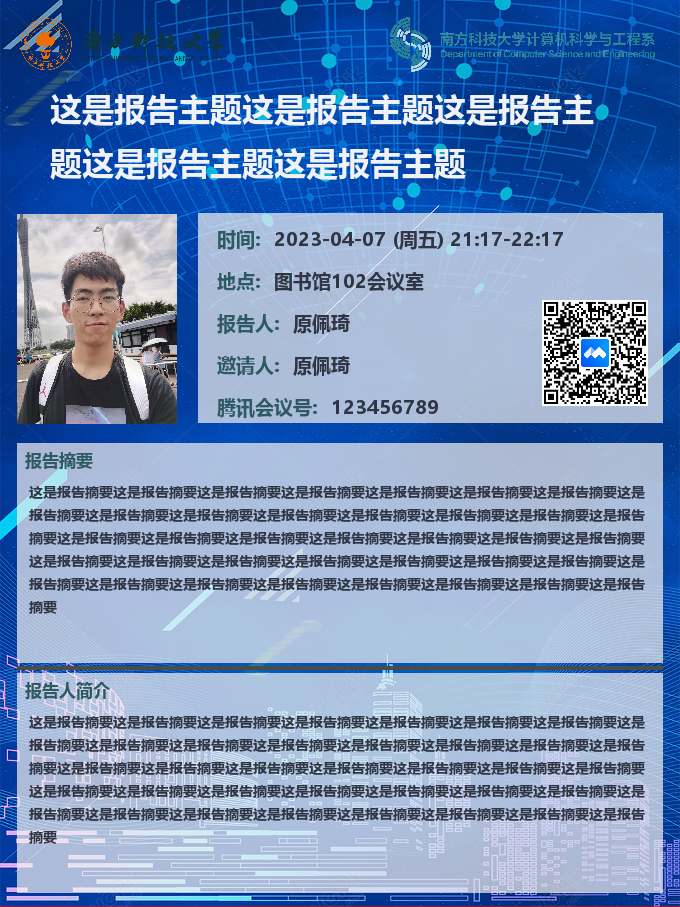 南方科技大学
南方科技大学计算机科学与工程系
Department of Computer Science and Engineering
这是报告主题这是报告主题这是报告主
题这是报告主题这是报告主题
时间: 2023-04-07 (周五) 21:17-22:17
地点: 图书馆102会议室
报告人: 原佩琦
邀请人: 原佩琦
腾讯会议号: 123456789
报告摘要
这是报告摘要这是报告摘要这是报告摘要这是报告摘要这是报告摘要这是报告摘要这是报告摘要这是
报告摘要这是报告摘要这是报告摘要这是报告摘要这是报告摘要这是报告摘要这是报告摘要这是报告
摘要这是报告摘要这是报告摘要这是报告摘要这是报告摘要这是报告摘要这是报告摘要这是报告摘要
这是报告摘要这是报告摘要这是报告摘要这是报告摘要这是报告摘要这是报告摘要这是报告摘要这是
报告摘要这是报告摘要这是报告摘要这是报告摘要这是报告摘要这是报告摘要这是报告摘要这是报告
摘要
报告人简介
这是报告摘要这是报告摘要这是报告摘要这是报告摘要这是报告摘要这是报告摘要这是报告摘要这是
报告摘要这是报告摘要这是报告摘要这是报告摘要这是报告摘要这是报告摘要这是报告摘要这是报告
摘要这是报告摘要这是报告摘要这是报告摘要这是报告摘要这是报告摘要这是报告摘要这是报告摘要
这是报告摘要这是报告摘要这是报告摘要这是报告摘要这是报告摘要这是报告摘要这是报告摘要这是
报告摘要这是报告摘要这是报告摘要这是报告摘要这是报告摘要这是报告摘要这是报告摘要这是报告
摘要